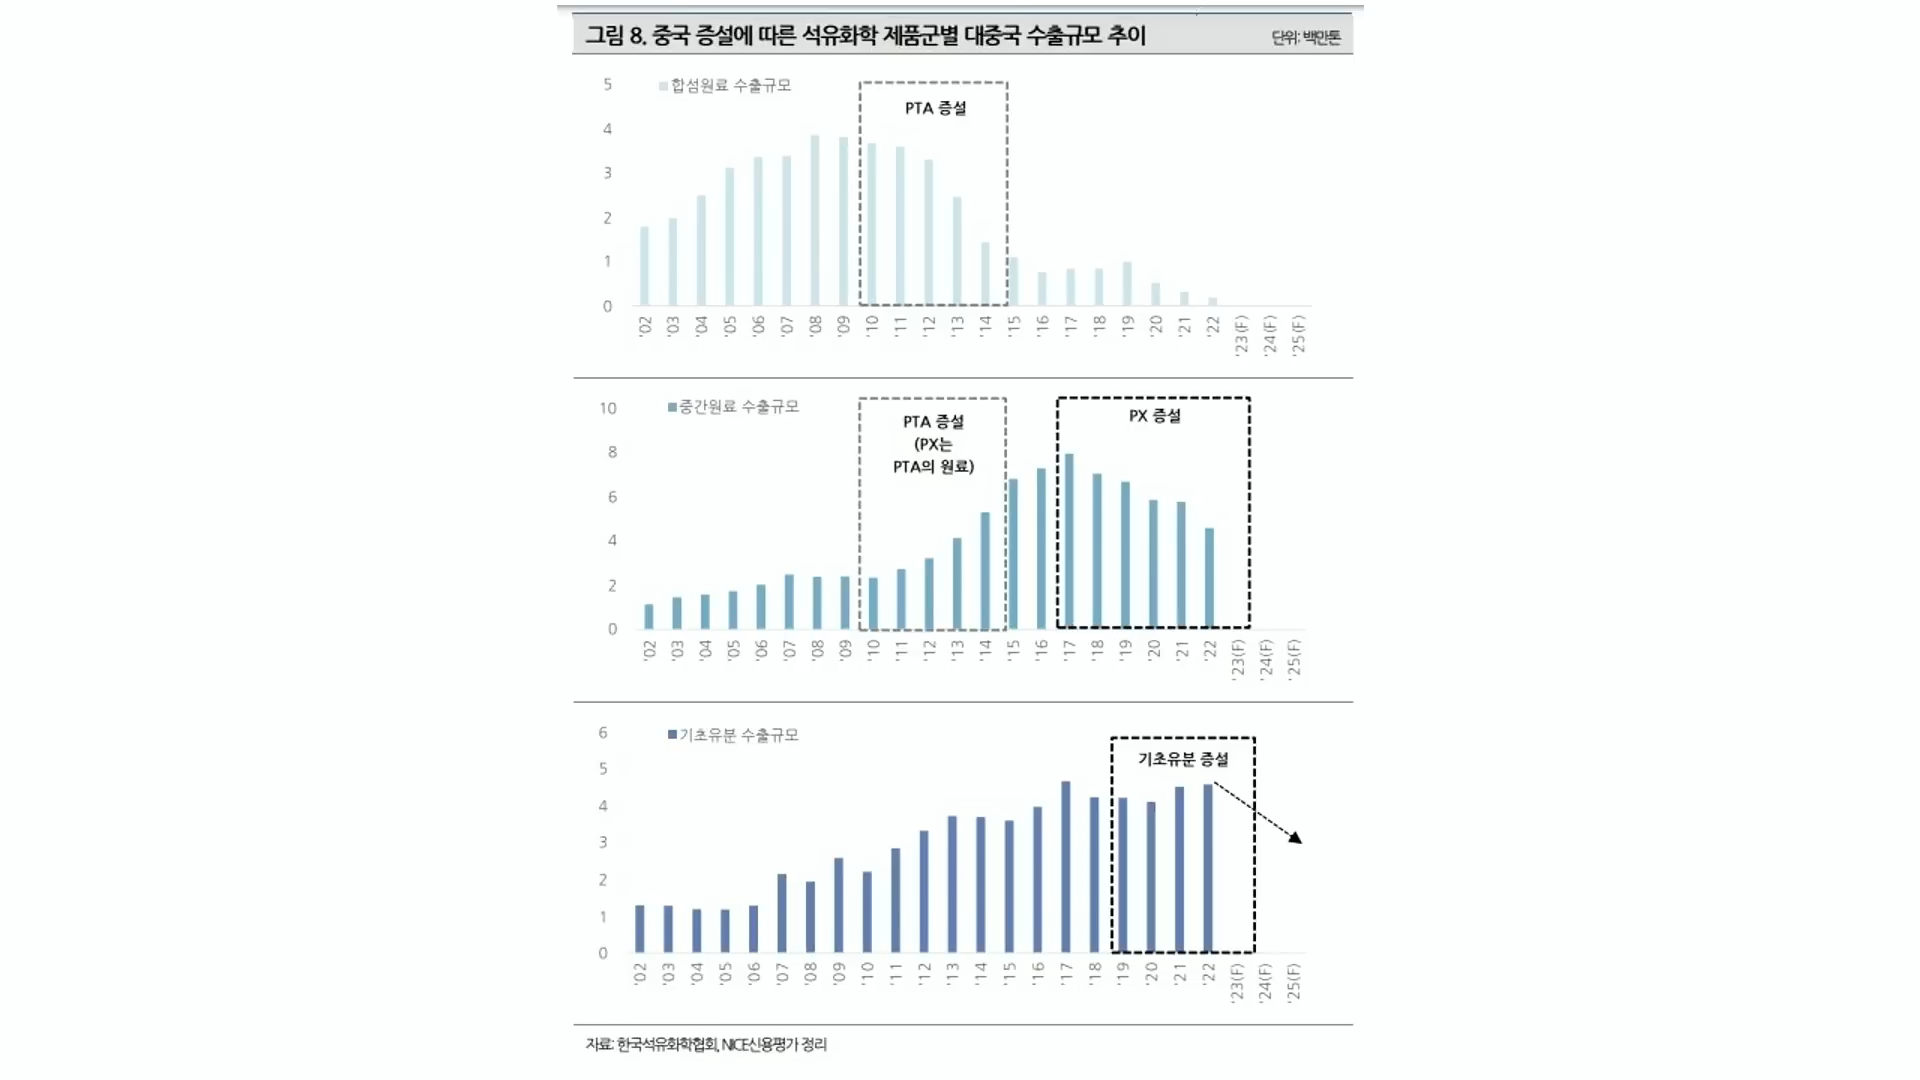 그림 8. 중국 증설에 따른 석유화학 제품군별 대중국 수출규모 추이 단위: 백만톤
5 합섬원료 수출규모
PTA 증설
4
3
2
1
0
'02 '03 '04 '05 '06 '07 '08 '09 '10 '11 '12 '13 '14 '15 '16 '17 '18 '19 '20 '21 '22 '23(F) '24(F) '25(F)
10 중간원료 수출규모
PTA 증설
(PX는
PTA의 원료)
PX 증설
8
6
4
2
0
'02 '03 '04 '05 '06 '07 '08 '09 '10 '11 '12 '13 '14 '15 '16 '17 '18 '19 '20 '21 '22 '23(F) '24(F) '25(F)
6 기초유분 수출규모
기초유분 증설
5
4
3
2
1
0
'02 '03 '04 '05 '06 '07 '08 '09 '10 '11 '12 '13 '14 '15 '16 '17 '18 '19 '20 '21 '22 '23(F) '24(F) '25(F)
자료: 한국석유화학협회, NICE신용평가 정리